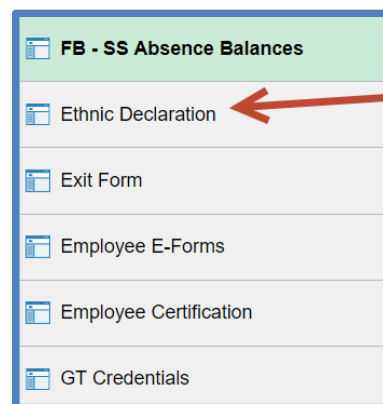 FB - SS Absence Balances
Ethnic Declaration
Exit Form
Employee E-Forms
Employee Certification
GT Credentials